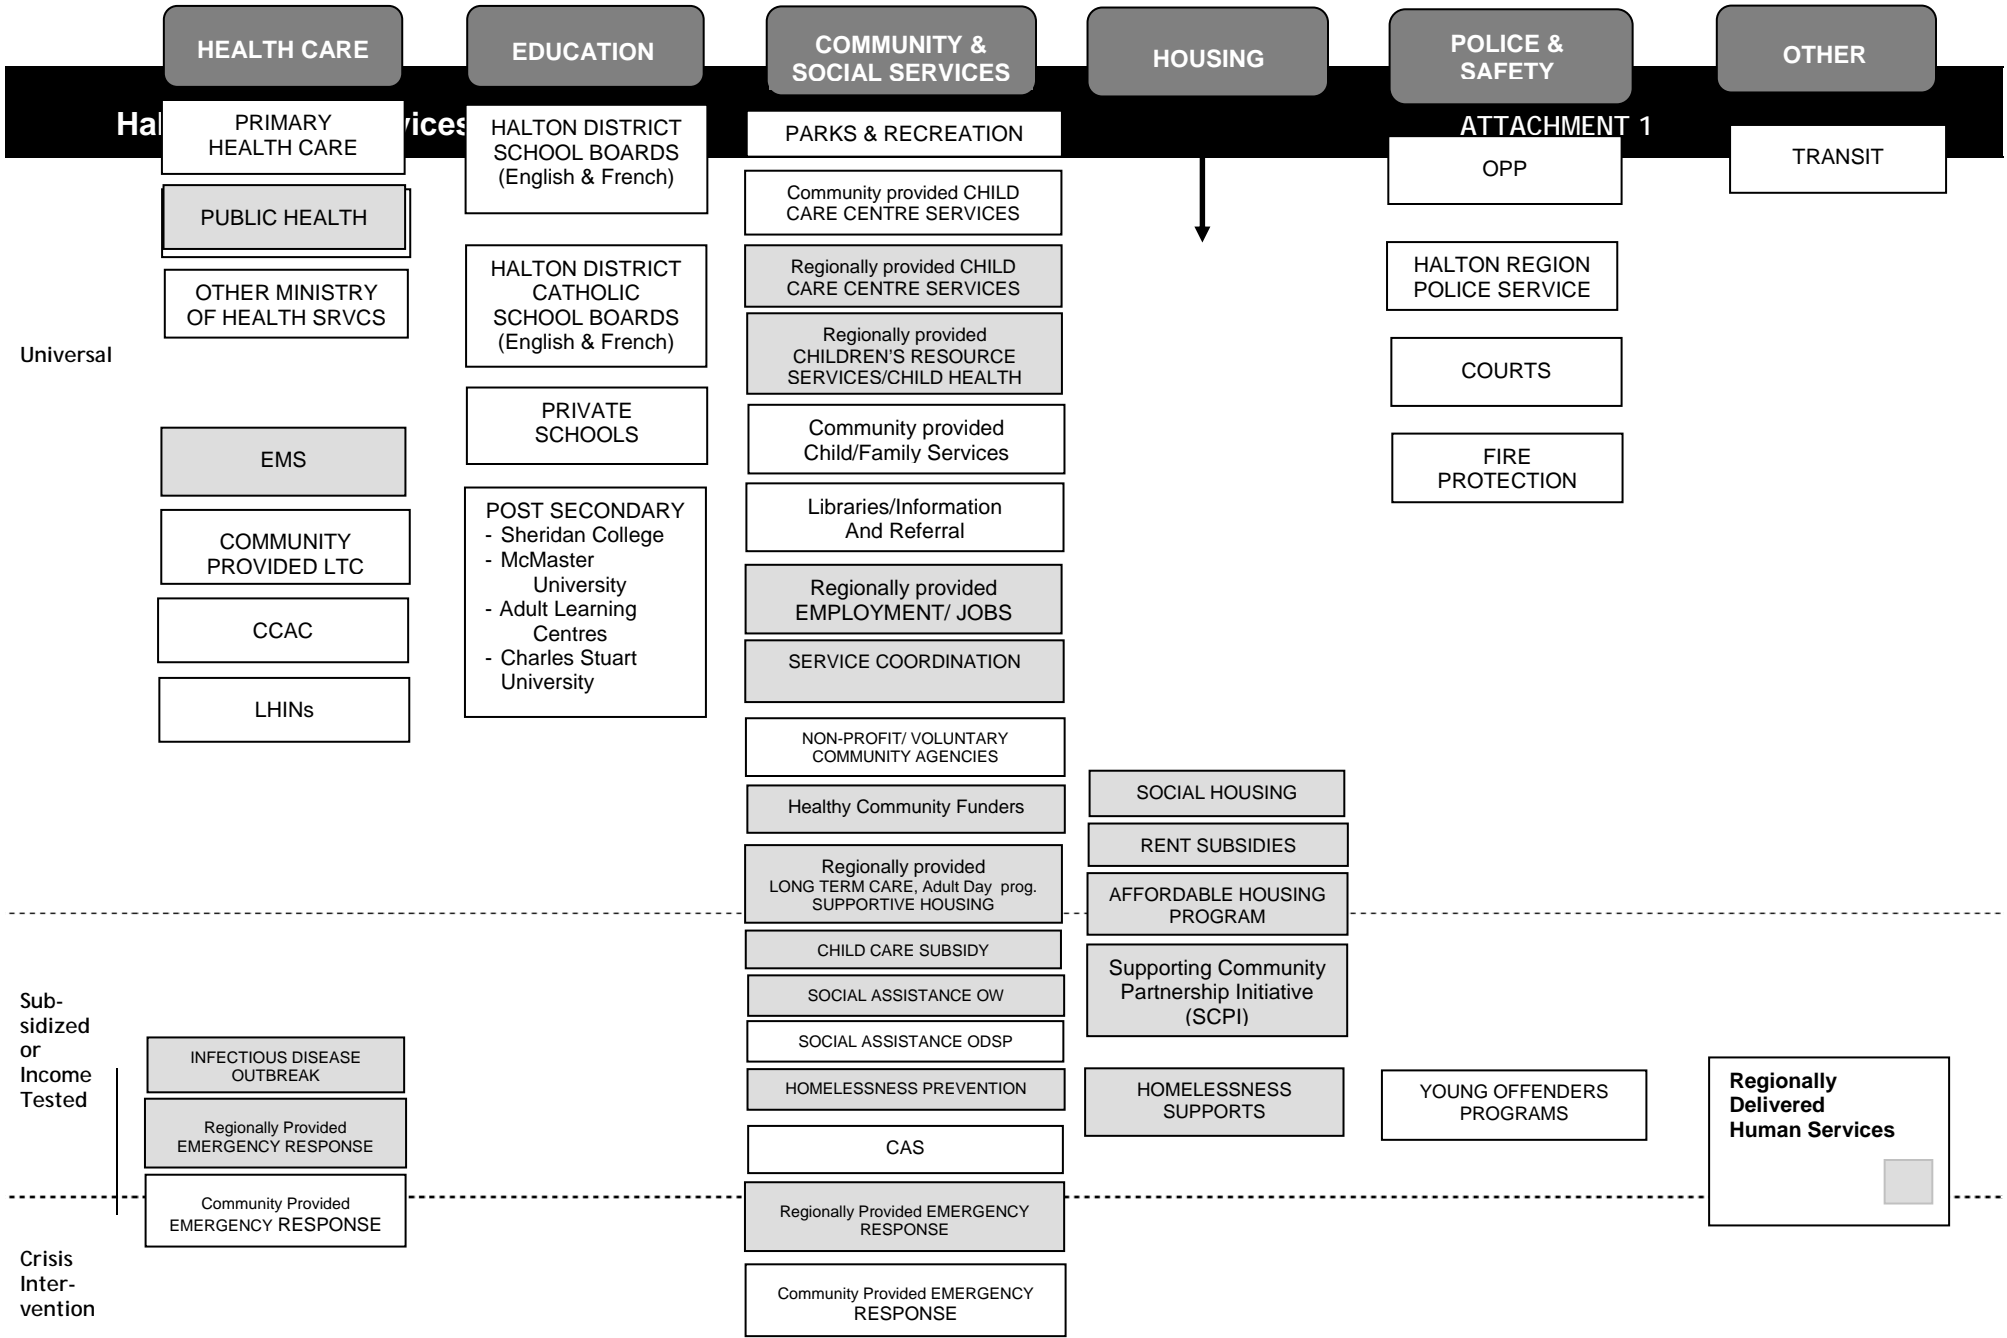 HEALTH CARE
EDUCATION
COMMUNITY &
SOCIAL SERVICES
HOUSING
POLICE &
SAFETY
OTHER
ATTACHMENT 1
PRIMARY
HEALTH CARE
PUBLIC HEALTH
OTHER MINISTRY
OF HEALTH SRVCS
Universal
EMS
COMMUNITY
PROVIDED LTC
CCAC
LHINs
HALTON DISTRICT
SCHOOL BOARDS
(English & French)
HALTON DISTRICT
CATHOLIC
SCHOOL BOARDS
(English & French)
PRIVATE
SCHOOLS
POST SECONDARY
- Sheridan College
- McMaster
University
- Adult Learning
Centres
- Charles Stuart
University
PARKS & RECREATION
Community provided CHILD
CARE CENTRE SERVICES
Regionally provided CHILD
CARE CENTRE SERVICES
Regionally provided
CHILDREN'S RESOURCE
SERVICES/CHILD HEALTH
Community provided
Child/Family Services
Libraries/Information
And Referral
Regionally provided
EMPLOYMENT/ JOBS
SERVICE COORDINATION
NON-PROFIT/ VOLUNTARY
COMMUNITY AGENCIES
Healthy Community Funders
Regionally provided
LONG TERM CARE, Adult Day prog.
SUPPORTIVE HOUSING
SOCIAL HOUSING
RENT SUBSIDIES
AFFORDABLE HOUSING
PROGRAM
OPP
HALTON REGION
POLICE SERVICE
COURTS
FIRE
PROTECTION
TRANSIT
Sub-
sidized
or
Income
Tested
INFECTIOUS DISEASE
OUTBREAK
Regionally Provided
EMERGENCY RESPONSE
Community Provided
EMERGENCY RESPONSE
CHILD CARE SUBSIDY
SOCIAL ASSISTANCE OW
SOCIAL ASSISTANCE ODSP
HOMELESSNESS PREVENTION
CAS
Supporting Community
Partnership Initiative
(SCPI)
HOMELESSNESS
SUPPORTS
YOUNG OFFENDERS
PROGRAMS
Regionally
Delivered
Human Services
Crisis
Inter-
vention
Regionally Provided EMERGENCY
RESPONSE
Community Provided EMERGENCY
RESPONSE